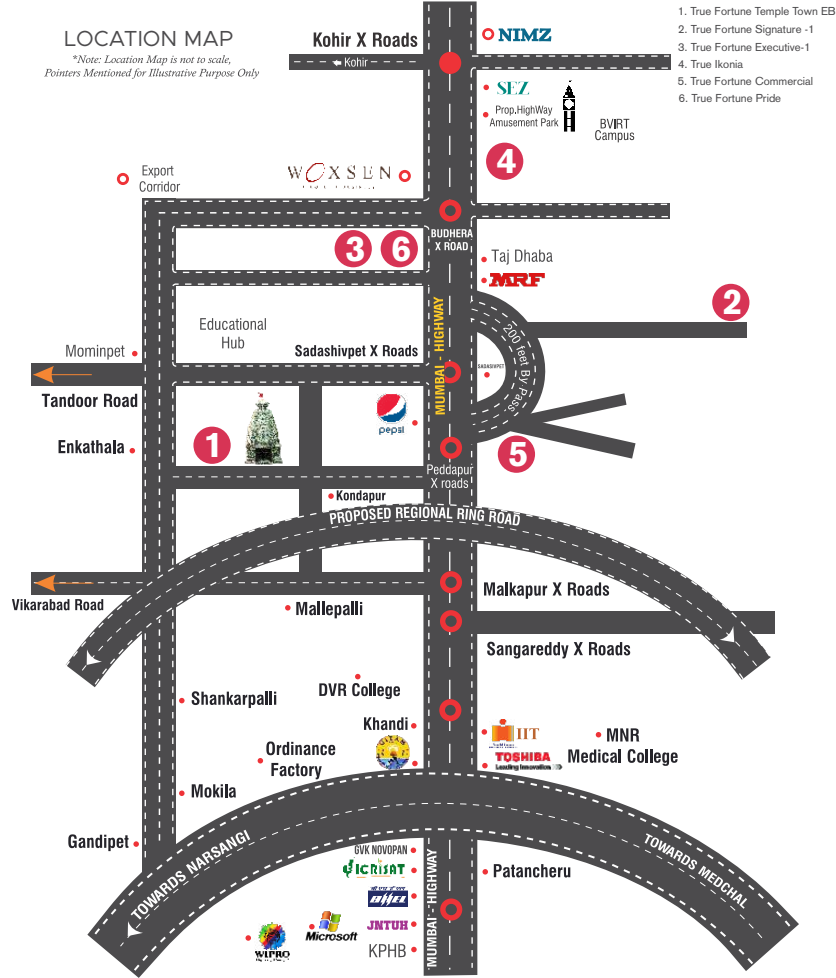 LOCATION MAP
*Note: Location Map is not to scale,
Pointers Mentioned for Illustrative Purpose Only
1. True Fortune Temple Town EB
2. True Fortune Signature -1
3. True Fortune Executive-1
4. True Ikonia
5. True Fortune Commercial
6. True Fortune Pride
Kohir X Roads
NIMZ
Kohir
SEZ
Prop.HighWay
Amusement Park
BVIRT
Campus
4
Export
Corridor
WOXSEN
BUDHERA
X ROAD
3
6
Taj Dhaba
MRF
2
MUMBAI - HIGHWAY
200 feet By Pass
Educational
Hub
Sadashivpet X Roads
SADASIVPET
Mominpet
Tandoor Road
pepsi
Enkathala
1
5
Peddapur
X roads
Kondapur
PROPOSED REGIONAL RING ROAD
Malkapur X Roads
Vikarabad Road
Mallepalli
Sangareddy X Roads
Shankarpalli
DVR College
Khandi
IIT
MNR
Medical College
TOSHIBA
Leading Innovation
Ordinance
Factory
GITAM
Mokila
Gandipet
TOWARDS NARSANGI
TOWARDS MEDCHAL
GVK NOVOPAN
ICRISAT
Patancheru
BHEL
MUMBAI - HIGHWAY
JNTUH
Microsoft
WIPRO
KPHB